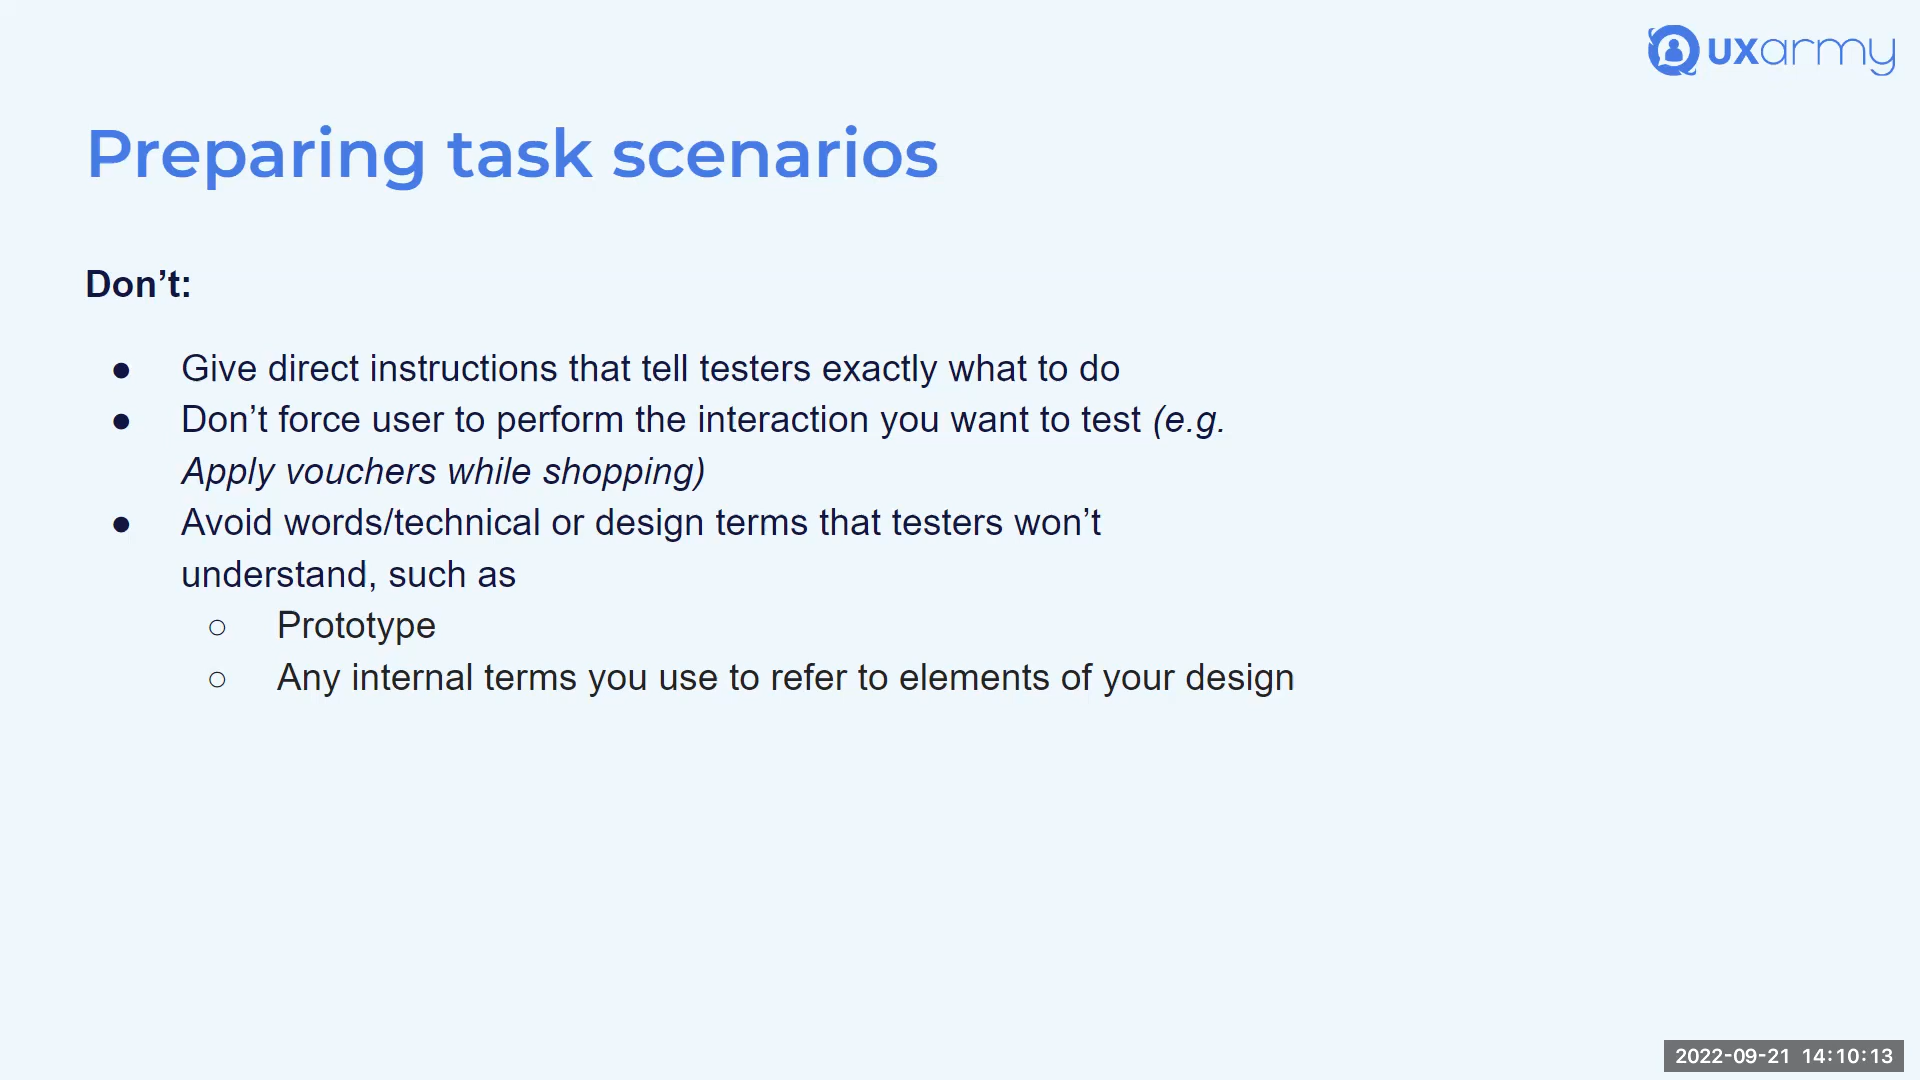 UXarmy
Preparing task scenarios
Don’t:
● Give direct instructions that tell testers exactly what to do
● Don’t force user to perform the interaction you want to test (e.g.
Apply vouchers while shopping)
● Avoid words/technical or design terms that testers won’t
understand, such as
○ Prototype
○ Any internal terms you use to refer to elements of your design
2022-09-21 14:10:13